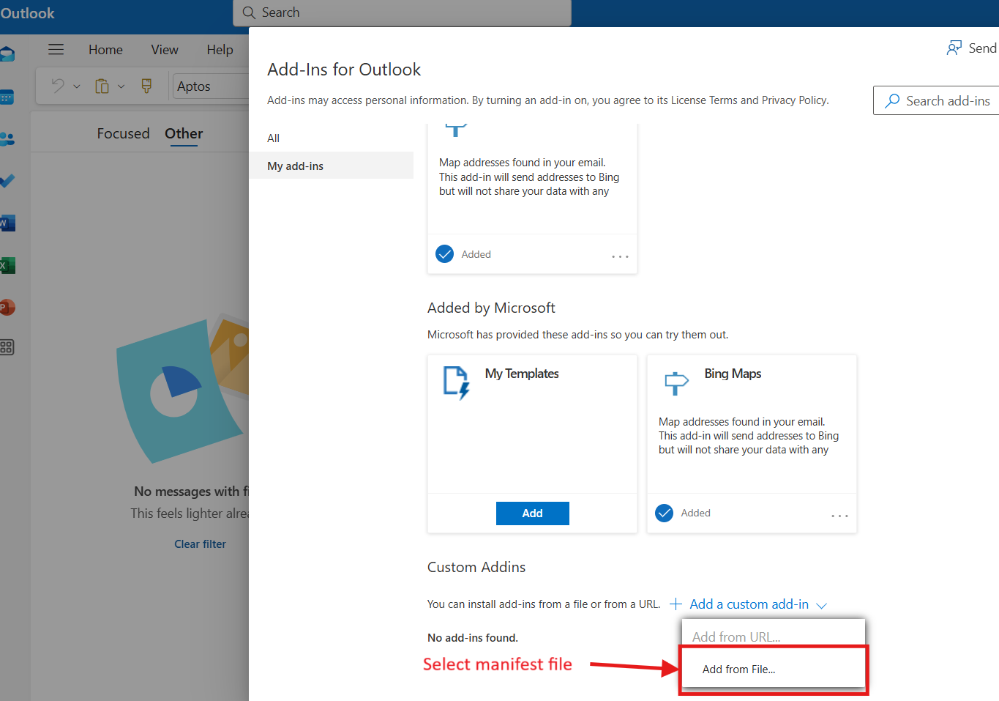 Outlook
Search
Home
View
Help
Send
Aptos
Add-Ins for Outlook
Add-ins may access personal information. By turning an add-in on, you agree to its License Terms and Privacy Policy.
Search add-ins
Focused
Other
All
My add-ins
Map addresses found in your email.
This add-in will send addresses to Bing
but will not share your data with any
Added
Added by Microsoft
Microsoft has provided these add-ins so you can try them out.
My Templates
Add
Bing Maps
Map addresses found in your email.
This add-in will send addresses to Bing
but will not share your data with any
Added
No messages with fi
This feels lighter alrea
Clear filter
Custom Addins
You can install add-ins from a file or from a URL.
Add a custom add-in
No add-ins found.
Add from URL...
Select manifest file
Add from File...
W
X
P